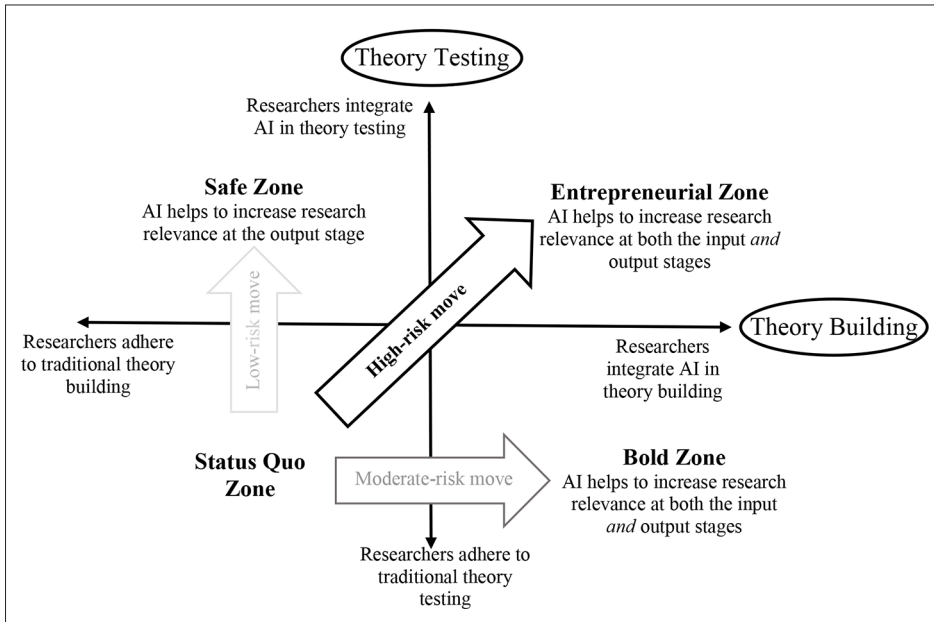 Theory Testing
Researchers integrate
AI in theory testing
Safe Zone
AI helps to increase research
relevance at the output stage
Entrepreneurial Zone
AI helps to increase research
relevance at both the input and
output stages
Low-risk move
High-risk move
Theory Building
Researchers adhere
to traditional theory
building
Researchers
integrate AI in
theory building
Status Quo
Zone
Moderate-risk move
Bold Zone
AI helps to increase research
relevance at both the input
and output stages
Researchers adhere to
traditional theory
testing